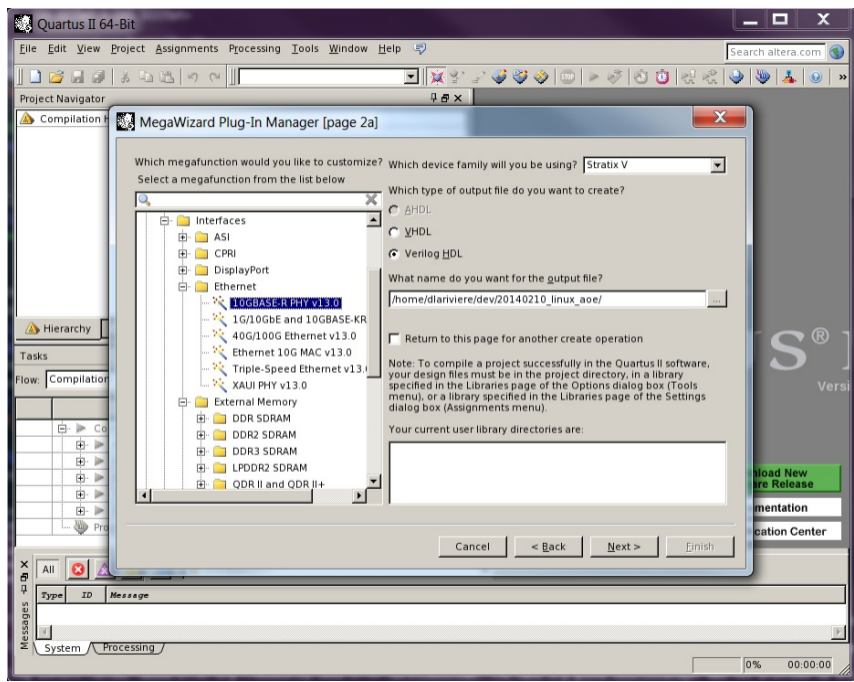 Quartus II 64-Bit
File Edit View Project Assignments Processing Tools Window Help
Search altera.com
»
Project Navigator
Compilation H
MegaWizard Plug-In Manager [page 2a]
X
Which megafunction would you like to customize?
Select a megafunction from the list below
Interfaces
ASI
CPRI
DisplayPort
Ethernet
10GBASE-R PHY v13.0
1G/10GbE and 10GBASE-KR
40G/100G Ethernet v13.0
Ethernet 10G MAC v13.0
Triple-Speed Ethernet v13.
XAUI PHY v13.0
External Memory
DDR SDRAM
DDR2 SDRAM
DDR3 SDRAM
LPDDR2 SDRAM
QDR II and QDR II+
Which device family will you be using? Stratix V
Which type of output file do you want to create?
AHDL
VHDL
Verilog HDL
What name do you want for the output file?
/home/dlariviere/dev/20140210_linux_aoe/ ...
Return to this page for another create operation
Note: To compile a project successfully in the Quartus II software,
your design files must be in the project directory, in a library
specified in the Libraries page of the Options dialog box (Tools
menu), or a library specified in the Libraries page of the Settings
dialog box (Assignments menu).
Your current user library directories are:
Cancel < Back Next > Finish
Hierarchy
Tasks
Flow: Compilation
Co
Pro
S® I
Versi
nload New
are Release
mentation
cation Center
All
Type ID Message
Messages
System Processing
0% 00:00:00